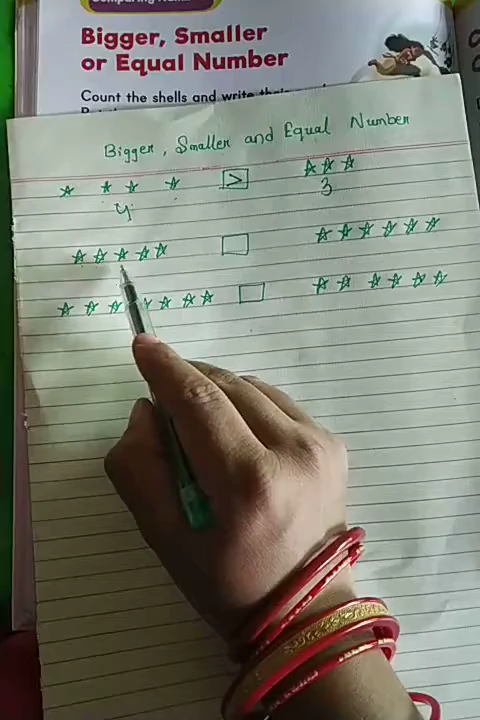 Bigger, Smaller
or Equal Number
Count the shells and write
Bigger, Smaller and Equal Number
>
4 3